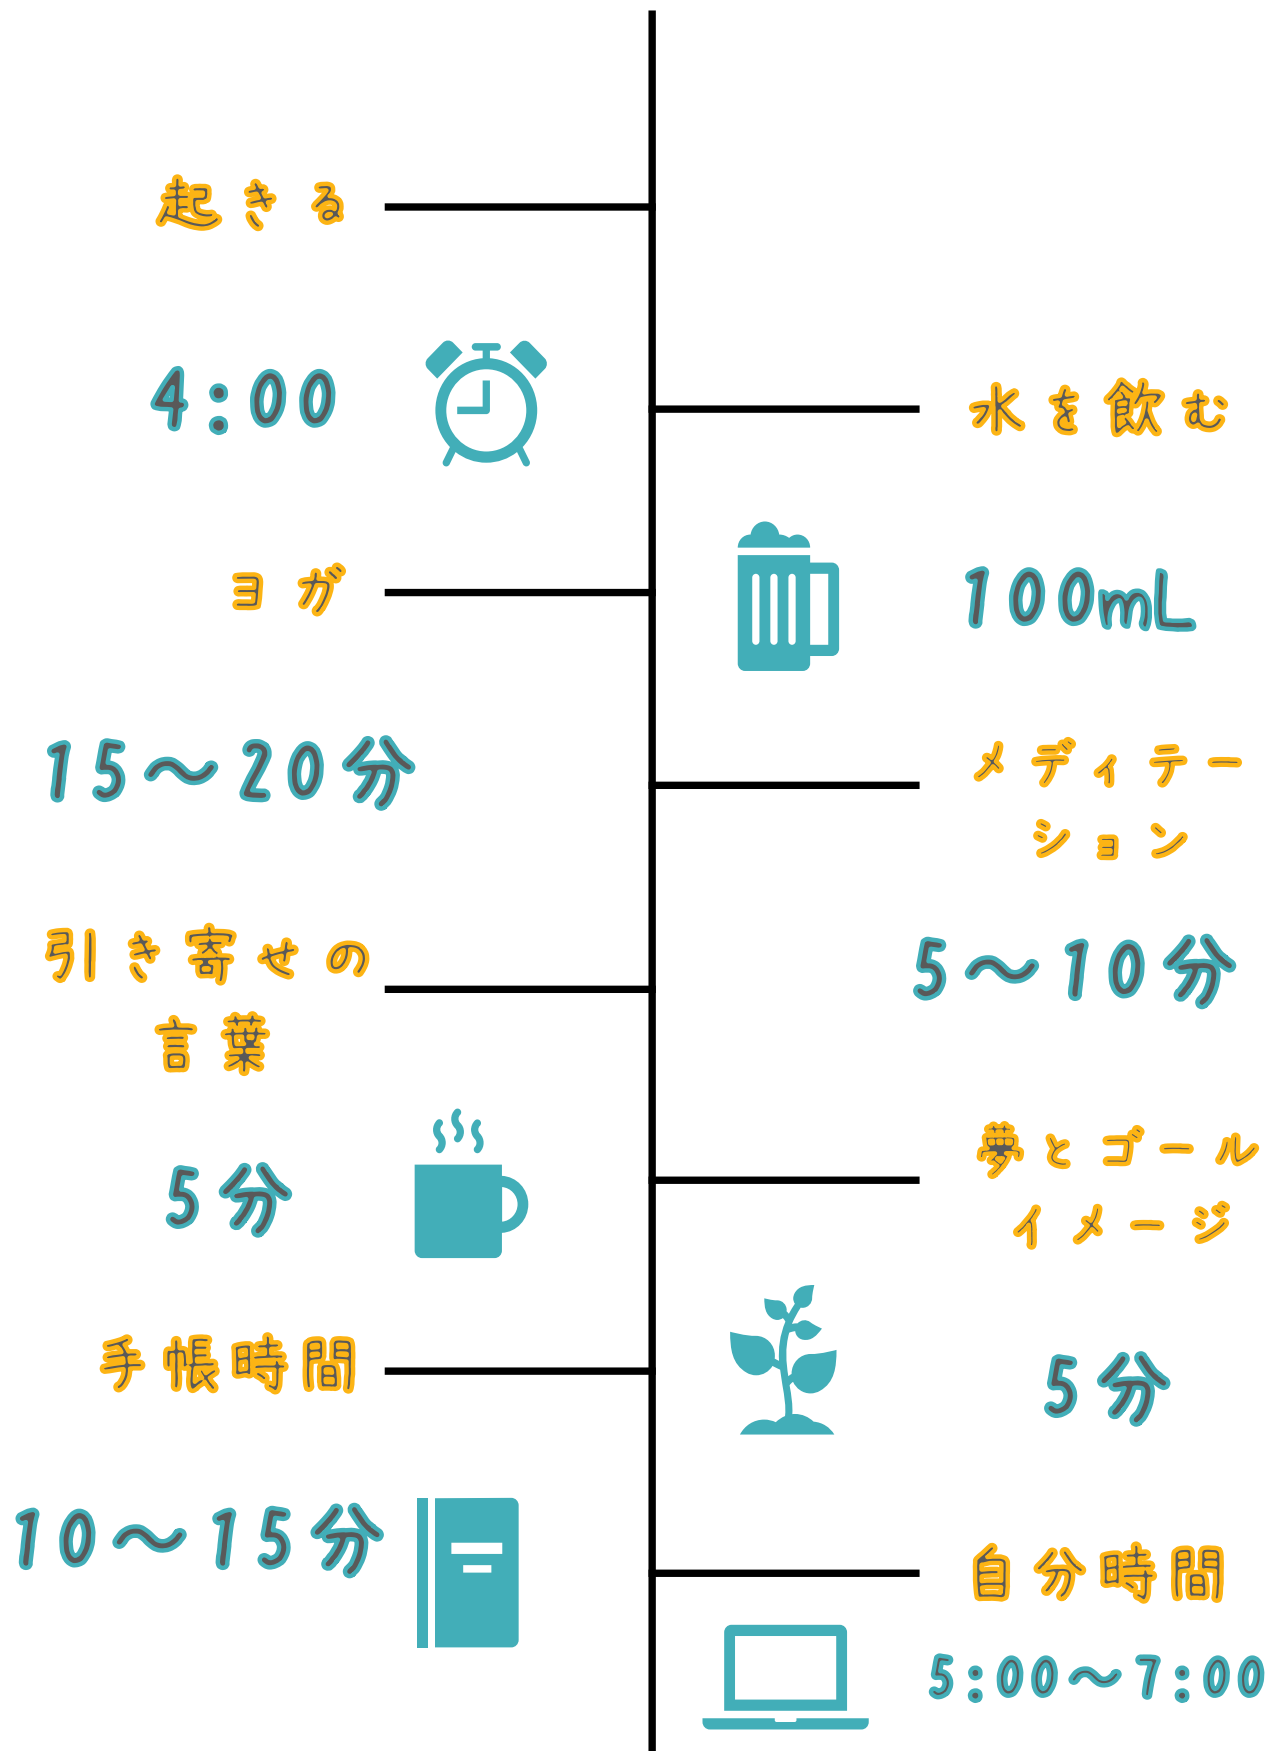 起きる
4:00
水を飲む
100mL
ヨガ
15～20分
メディテー
ション
5～10分
引き寄せの
言葉
5分
夢とゴール
イメージ
5分
手帳時間
10～15分
自分時間
5:00～7:00